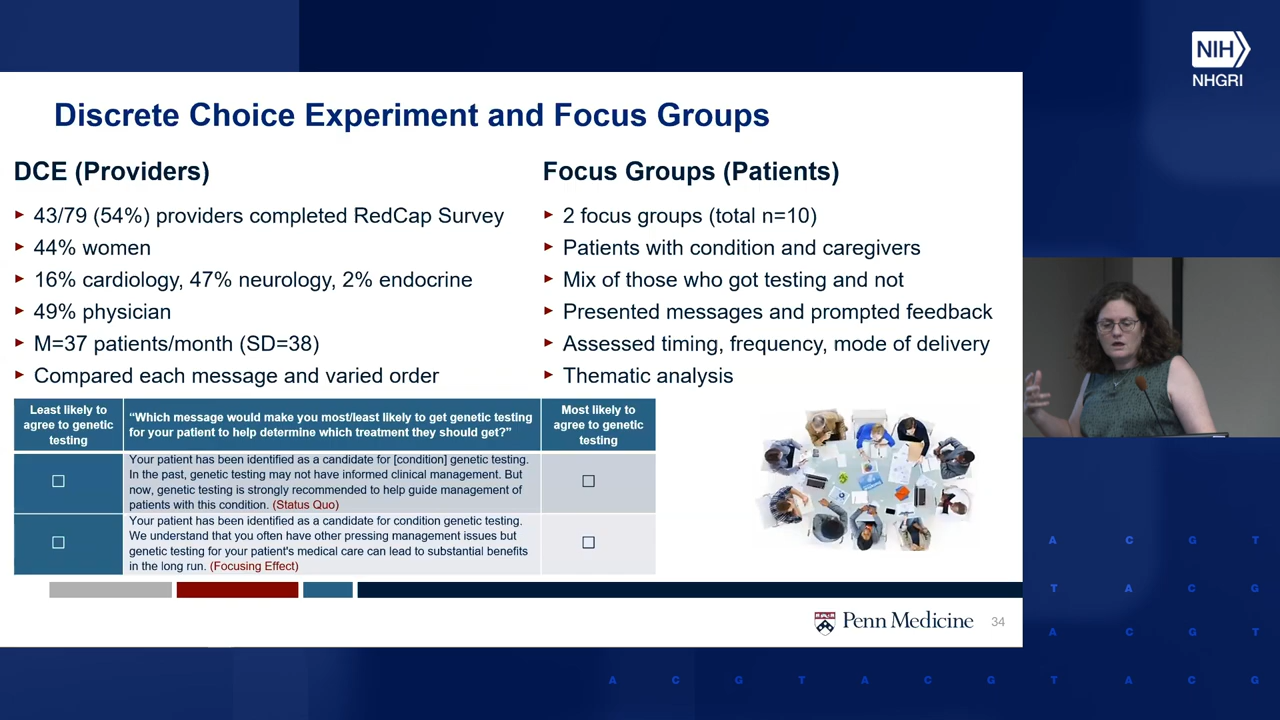 NIH
NHGRI
Discrete Choice Experiment and Focus Groups
DCE (Providers)
43/79 (54%) providers completed RedCap Survey
44% women
16% cardiology, 47% neurology, 2% endocrine
49% physician
M=37 patients/month (SD=38)
Compared each message and varied order
Focus Groups (Patients)
2 focus groups (total n=10)
Patients with condition and caregivers
Mix of those who got testing and not
Presented messages and prompted feedback
Assessed timing, frequency, mode of delivery
Thematic analysis
Least likely to
agree to genetic
testing
“Which message would make you most/least likely to get genetic testing
for your patient to help determine which treatment they should get?”
Most likely to
agree to genetic
testing
Your patient has been identified as a candidate for [condition] genetic testing.
In the past, genetic testing may not have informed clinical management. But
now, genetic testing is strongly recommended to help guide management of
patients with this condition. (Status Quo)
Your patient has been identified as a candidate for condition genetic testing.
We understand that you often have other pressing management issues but
genetic testing for your patient's medical care can lead to substantial benefits
in the long run. (Focusing Effect)
Penn Medicine
34
A C G T
T A C G
A C G T
A C G T A C G T A C G